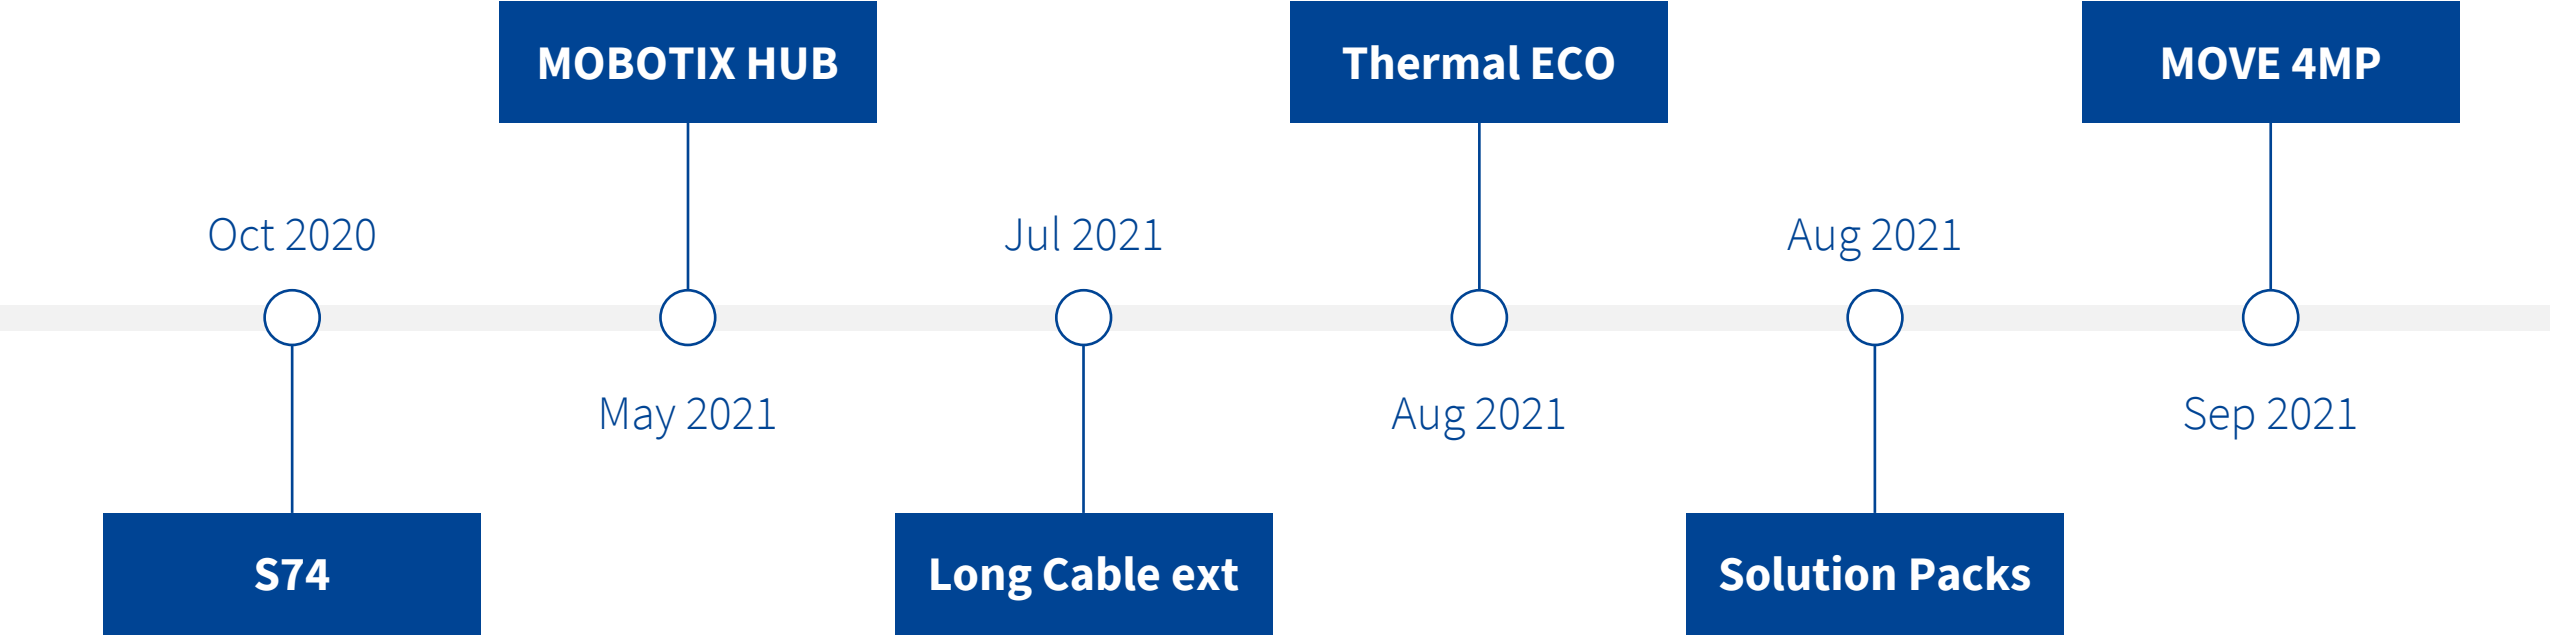 MOBOTIX HUB
Thermal ECO
MOVE 4MP
Oct 2020
Jul 2021
Aug 2021
May 2021
Aug 2021
Sep 2021
S74
Long Cable ext
Solution Packs